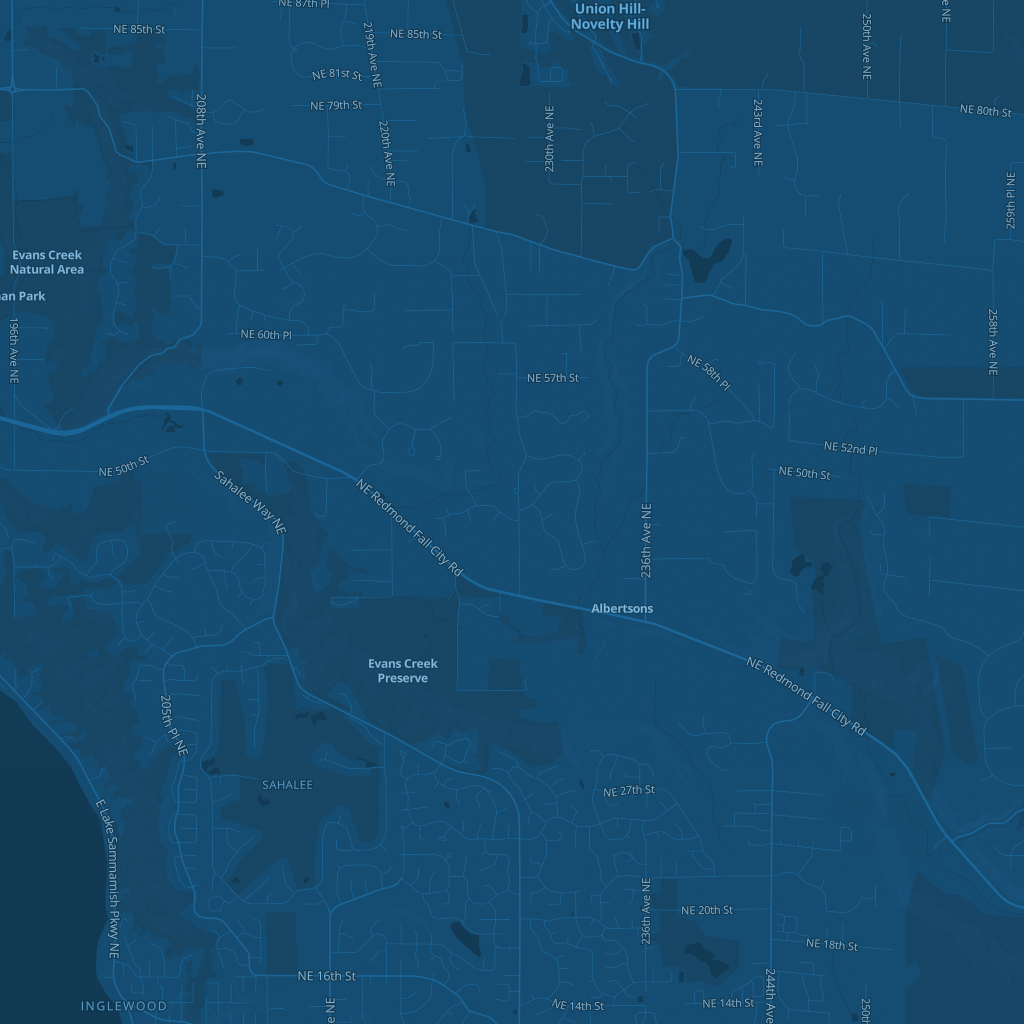 NE 87th Pl
Union Hill-
Novelty Hill
NE 85th St
219th Ave NE
NE 85th St
250th Ave NE
NE 81st St
NE 79th St
208th Ave NE
220th Ave NE
230th Ave NE
243rd Ave NE
NE 80th St
259th Pl NE
Evans Creek
Natural Area
an Park
196th Ave NE
NE 60th Pl
258th Ave NE
NE 57th St
NE 58th Pl
NE 52nd Pl
NE 50th St
NE 50th St
Sahalee Way NE
NE Redmond Fall City Rd
236th Ave NE
Albertsons
Evans Creek
Preserve
NE Redmond Fall City Rd
205th Pl NE
SAHALEE
NE 27th St
E Lake Sammamish Pkwy NE
236th Ave NE
NE 20th St
NE 18th St
NE 16th St
INGLEWOOD
e NE
NE 14th St
NE 14th St
244th Ave
250th